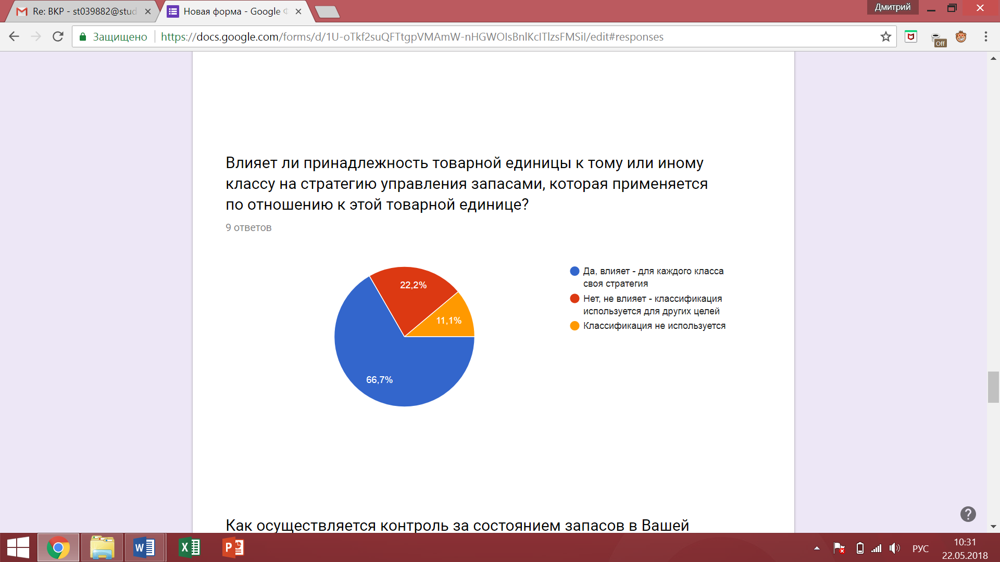 Дмитрий
Re: ВКР - st039882@stud
Новая форма - Google Ф
Защищено
https://docs.google.com/forms/d/1U-oTkf2suQFTtgpVMAmW-nHGWOIsBnlKcITlzsFMSiI/edit#responses
Off
Влияет ли принадлежность товарной единицы к тому или иному
классу на стратегию управления запасами, которая применяется
по отношению к этой товарной единице?
9 ответов
22,2%
11,1%
66,7%
Да, влияет - для каждого класса
своя стратегия
Нет, не влияет - классификация
используется для других целей
Классификация не используется
Как осуществляется контроль за состоянием запасов в Вашей
РУС
10:31
22.05.2018